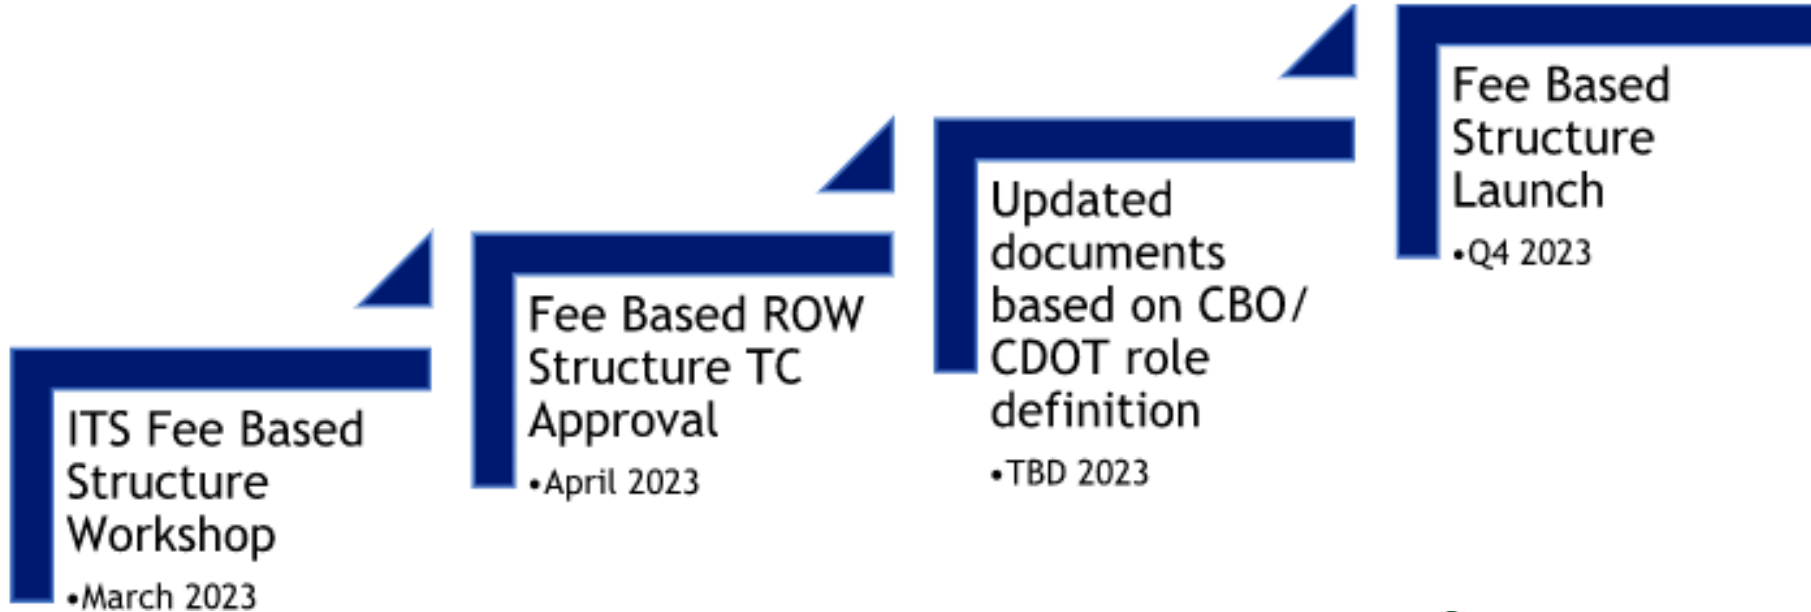 ITS Fee Based
Structure
Workshop
•March 2023
Fee Based ROW
Structure TC
Approval
•April 2023
Updated
documents
based on CBO/
CDOT role
definition
•TBD 2023
Fee Based
Structure
Launch
•Q4 2023